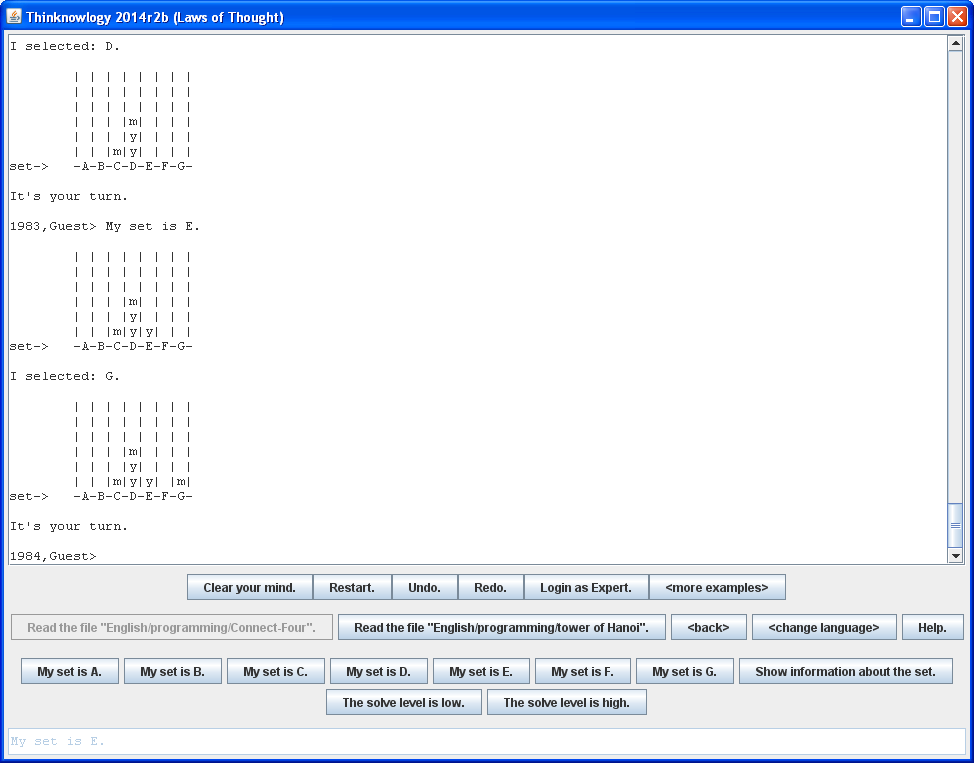 Thinknowlogy 2014r2b (Laws of Thought)
I selected: D.
| | | | | | | |
| | | | | | | |
| | | | | | | |
| | | |m| | | |
| | | |y| | | |
| | |m|y| | | |
set-> -A-B-C-D-E-F-G-
It's your turn.
1983,Guest> My set is E.
| | | | | | | |
| | | | | | | |
| | | | | | | |
| | | |m| | | |
| | | |y| | | |
| | |m|y|y| | |
set-> -A-B-C-D-E-F-G-
I selected: G.
| | | | | | | |
| | | | | | | |
| | | | | | | |
| | | |m| | | |
| | | |y| | | |
| | |m|y|y| |m|
set-> -A-B-C-D-E-F-G-
It's your turn.
1984,Guest>
Clear your mind. Restart. Undo. Redo. Login as Expert. <more examples>
Read the file "English/programming/Connect-Four". Read the file "English/programming/tower of Hanoi". <back> <change language> Help.
My set is A. My set is B. My set is C. My set is D. My set is E. My set is F. My set is G. Show information about the set.
The solve level is low. The solve level is high.
My set is E.